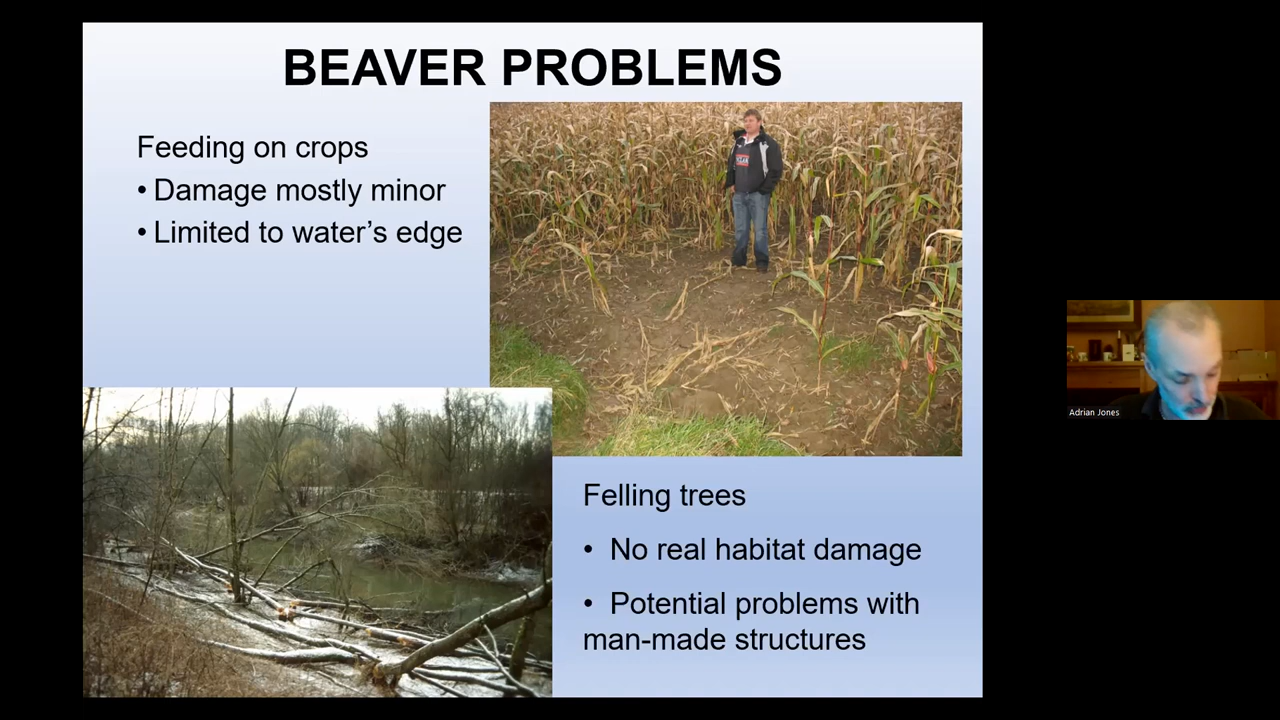 BEAVER PROBLEMS
Feeding on crops
• Damage mostly minor
• Limited to water’s edge
Felling trees
• No real habitat damage
• Potential problems with
man-made structures
Adrian Jones